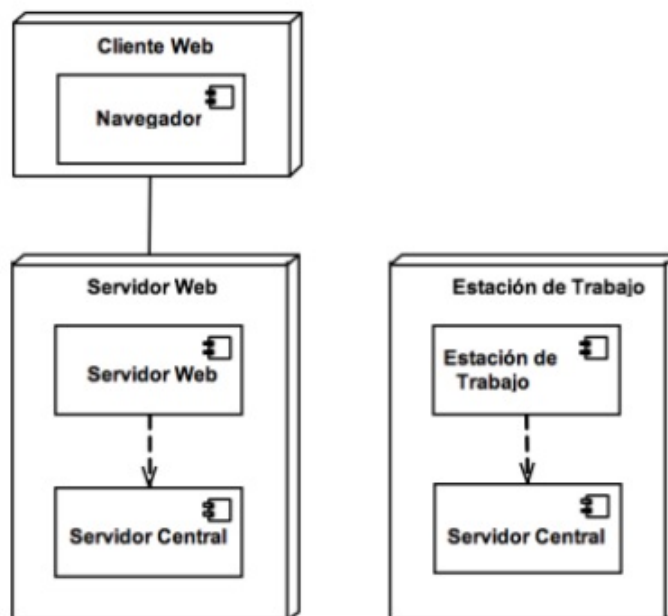 Cliente Web
Navegador
Servidor Web
Servidor Web
Servidor Central
Estación de Trabajo
Estación de
Trabajo
Servidor Central